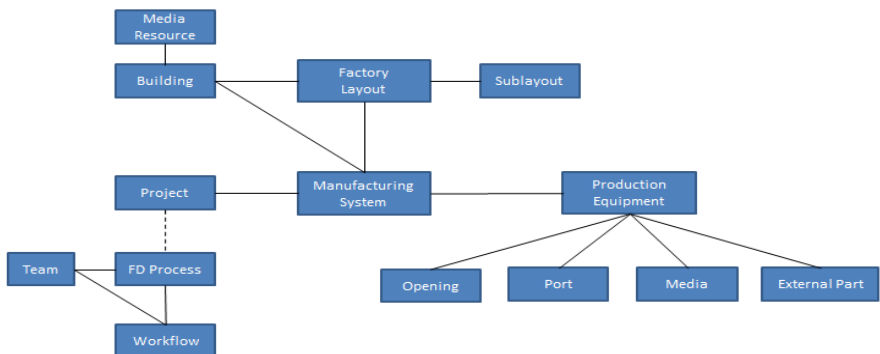 Media
Resource
Building
Factory
Layout
Sublayout
Project
Manufacturing
System
Production
Equipment
Team
FD Process
Opening
Port
Media
External Part
Workflow